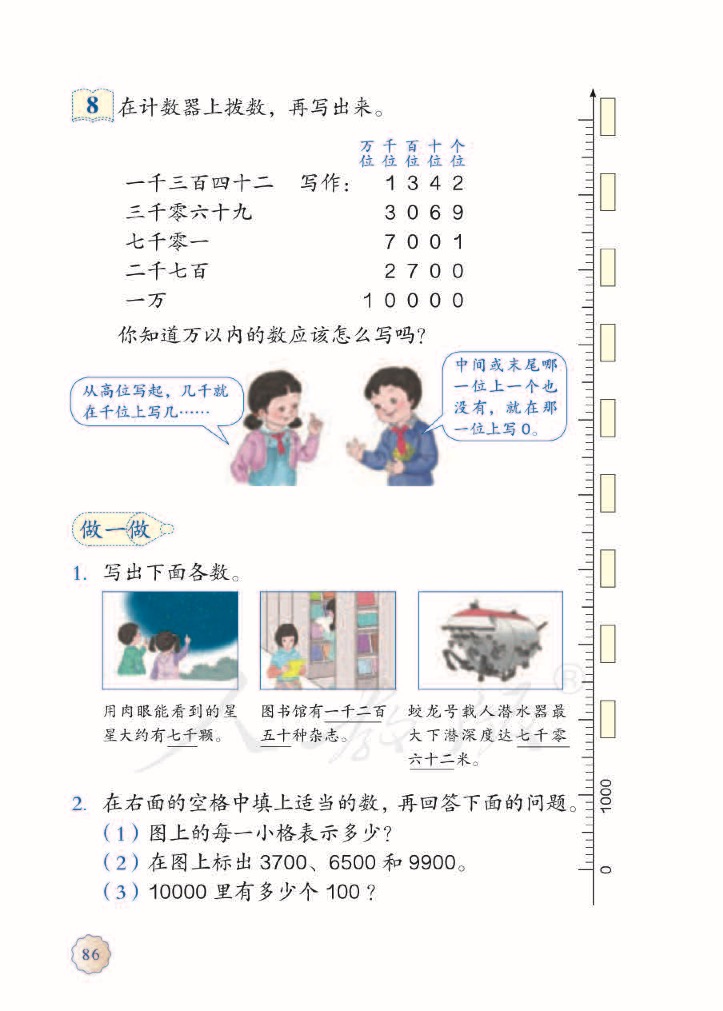 8 在计数器上拨数，再写出来。
万 千 百 十 个
位 位 位 位 位
一千三百四十二 写作： 1 3 4 2
三千零六十九 3 0 6 9
七千零一 7 0 0 1
二千七百 2 7 0 0
一万 1 0 0 0 0
你知道万以内的数应该怎么写吗？
从高位写起，几千就
在千位上写几……
中间或末尾哪
一位上一个也
没有，就在那
一位上写 0。
做一做
1. 写出下面各数。
用肉眼能看到的星
星大约有七千颗。
图书馆有一千二百
五十种杂志。
蛟龙号载人潜水器最
大下潜深度达七千零
六十二米。
2. 在右面的空格中填上适当的数，再回答下面的问题。
（1）图上的每一小格表示多少？
（2）在图上标出 3700、6500 和 9900。
（3）10000 里有多少个 100？
1000
0
86